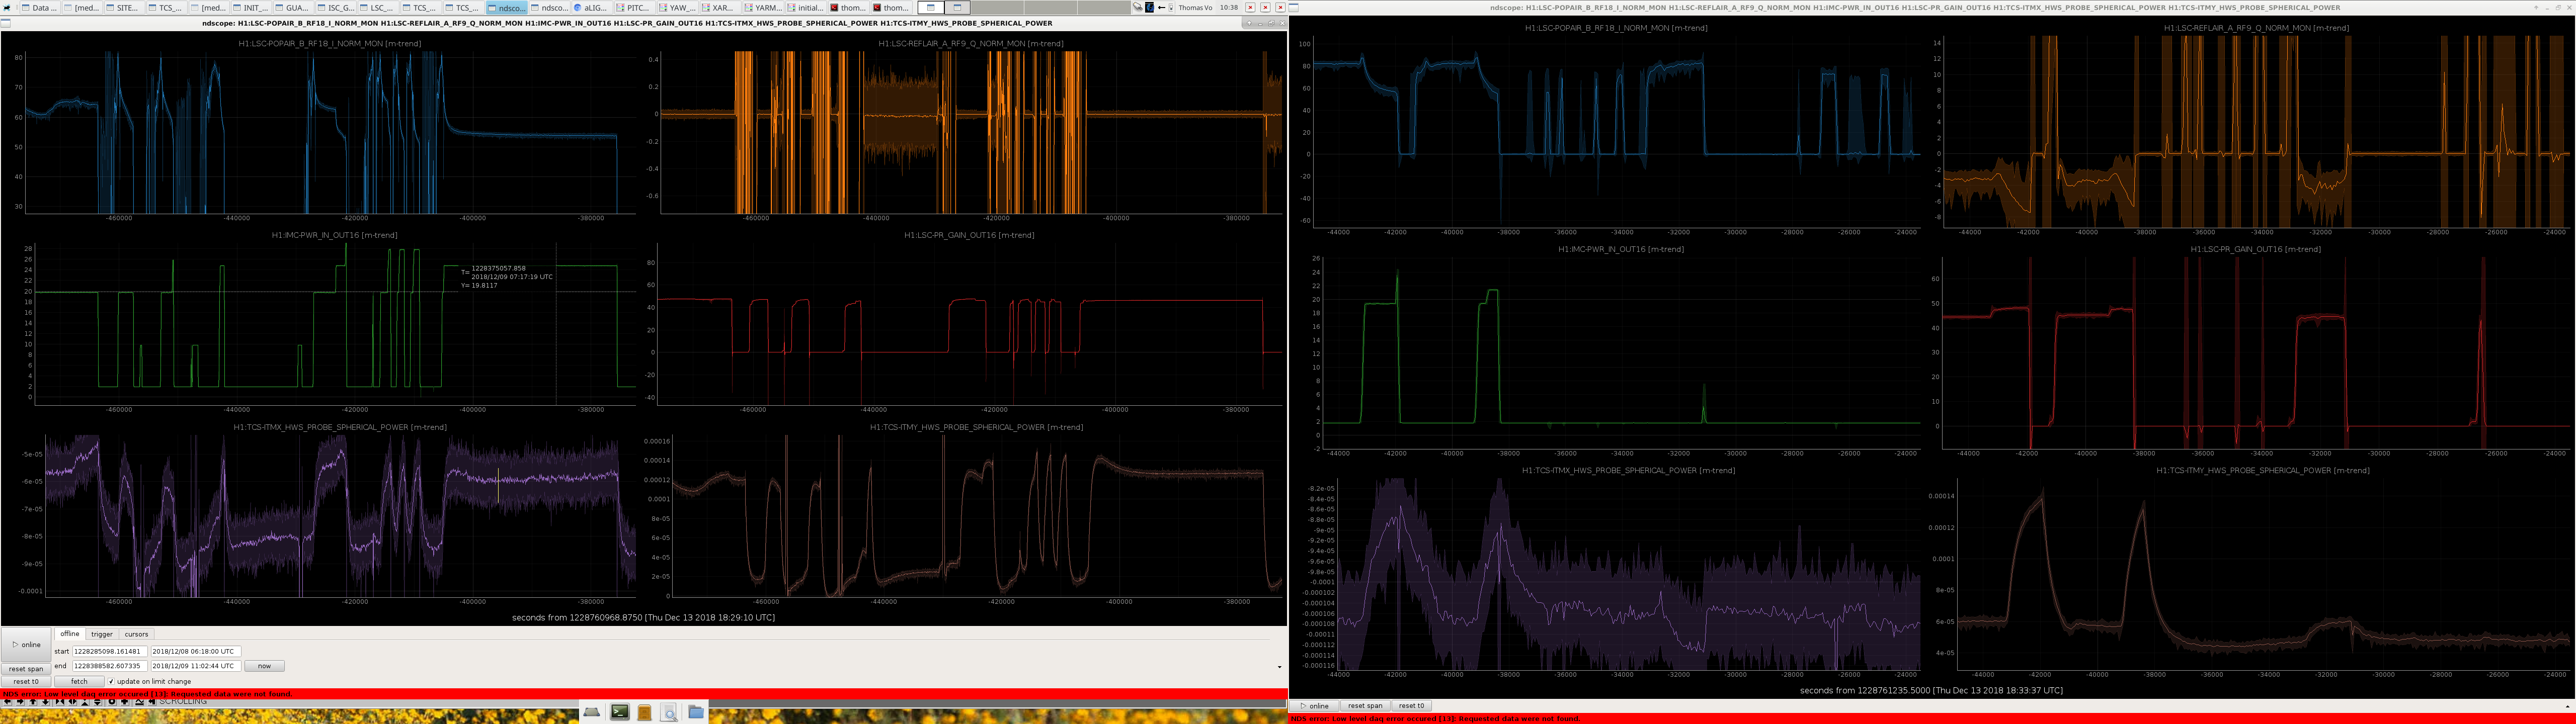 Data ... [med... SITE... TCS_... [med... INIT_... GUA... ISC_G... LSC_... TCS_... TCS_... ndsco... ndsco... aLIG... PITC... YAW_... XAR... YARM... initial... thom... thom... Thomas Vo 10:38
ndscope: H1:LSC-POPAIR_B_RF18_I_NORM_MON H1:LSC-REFLAIR_A_RF9_Q_NORM_MON H1:IMC-PWR_IN_OUT16 H1:LSC-PR_GAIN_OUT16 H1:TCS-ITMX_HWS_PROBE_SPHERICAL_POWER H1:TCS-ITMY_HWS_PROBE_SPHERICAL_POWER
H1:LSC-POPAIR_B_RF18_I_NORM_MON [m-trend]
80
70
60
50
40
30
-460000 -440000 -420000 -400000 -380000
H1:LSC-REFLAIR_A_RF9_Q_NORM_MON [m-trend]
0.4
0.2
0
-0.2
-0.4
-0.6
-460000 -440000 -420000 -400000 -380000
H1:IMC-PWR_IN_OUT16 [m-trend]
28
26
24
22
20
18
16
14
12
10
8
6
4
2
0
T= 1228375057.858
2018/12/09 07:17:19 UTC
Y= 19.8117
-460000 -440000 -420000 -400000 -380000
H1:LSC-PR_GAIN_OUT16 [m-trend]
80
60
40
20
0
-20
-40
-460000 -440000 -420000 -400000 -380000
H1:TCS-ITMX_HWS_PROBE_SPHERICAL_POWER [m-trend]
-5e-05
-6e-05
-7e-05
-8e-05
-9e-05
-0.0001
-460000 -440000 -420000 -400000 -380000
H1:TCS-ITMY_HWS_PROBE_SPHERICAL_POWER [m-trend]
0.00016
0.00014
0.00012
0.0001
8e-05
6e-05
4e-05
2e-05
0
-460000 -440000 -420000 -400000 -380000
seconds from 1228760968.8750 [Thu Dec 13 2018 18:29:10 UTC]
online
reset span
reset t0
offline trigger cursors
start 1228285098.161481 2018/12/08 06:18:00 UTC
end 1228388582.607335 2018/12/09 11:02:44 UTC now
fetch update on limit change
NDS error: Low level daq error occured [13]: Requested data were not found.
SCROLLING
ndscope: H1:LSC-POPAIR_B_RF18_I_NORM_MON H1:LSC-REFLAIR_A_RF9_Q_NORM_MON H1:IMC-PWR_IN_OUT16 H1:LSC-PR_GAIN_OUT16 H1:TCS-ITMX_HWS_PROBE_SPHERICAL_POWER H1:TCS-ITMY_HWS_PROBE_SPHERICAL_POWER
H1:LSC-POPAIR_B_RF18_I_NORM_MON [m-trend]
100
80
60
40
20
0
-20
-40
-60
-44000 -42000 -40000 -38000 -36000 -34000 -32000 -30000 -28000 -26000 -24000
H1:LSC-REFLAIR_A_RF9_Q_NORM_MON [m-trend]
14
12
10
8
6
4
2
0
-2
-4
-6
-8
-44000 -42000 -40000 -38000 -36000 -34000 -32000 -30000 -28000 -26000 -24000
H1:IMC-PWR_IN_OUT16 [m-trend]
26
24
22
20
18
16
14
12
10
8
6
4
2
0
-2
-44000 -42000 -40000 -38000 -36000 -34000 -32000 -30000 -28000 -26000 -24000
H1:LSC-PR_GAIN_OUT16 [m-trend]
60
50
40
30
20
10
0
-44000 -42000 -40000 -38000 -36000 -34000 -32000 -30000 -28000 -26000 -24000
H1:TCS-ITMX_HWS_PROBE_SPHERICAL_POWER [m-trend]
-8.2e-05
-8.4e-05
-8.6e-05
-8.8e-05
-9e-05
-9.2e-05
-9.4e-05
-9.6e-05
-9.8e-05
-0.0001
-0.000102
-0.000104
-0.000106
-0.000108
-0.00011
-0.000112
-0.000114
-0.000116
-44000 -42000 -40000 -38000 -36000 -34000 -32000 -30000 -28000 -26000 -24000
H1:TCS-ITMY_HWS_PROBE_SPHERICAL_POWER [m-trend]
0.00014
0.00012
0.0001
8e-05
6e-05
4e-05
-44000 -42000 -40000 -38000 -36000 -34000 -32000 -30000 -28000 -26000 -24000
seconds from 1228761235.5000 [Thu Dec 13 2018 18:33:37 UTC]
online reset span reset t0
NDS error: Low level daq error occured [13]: Requested data were not found.